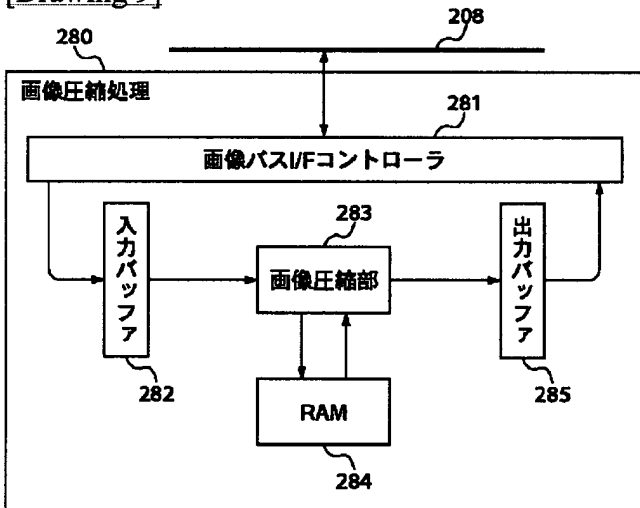 [Drawing 9]
208
280
画像圧縮処理
281
画像バスI/Fコントローラ
入力バッファ
282
283
画像圧縮部
RAM
284
出力バッファ
285